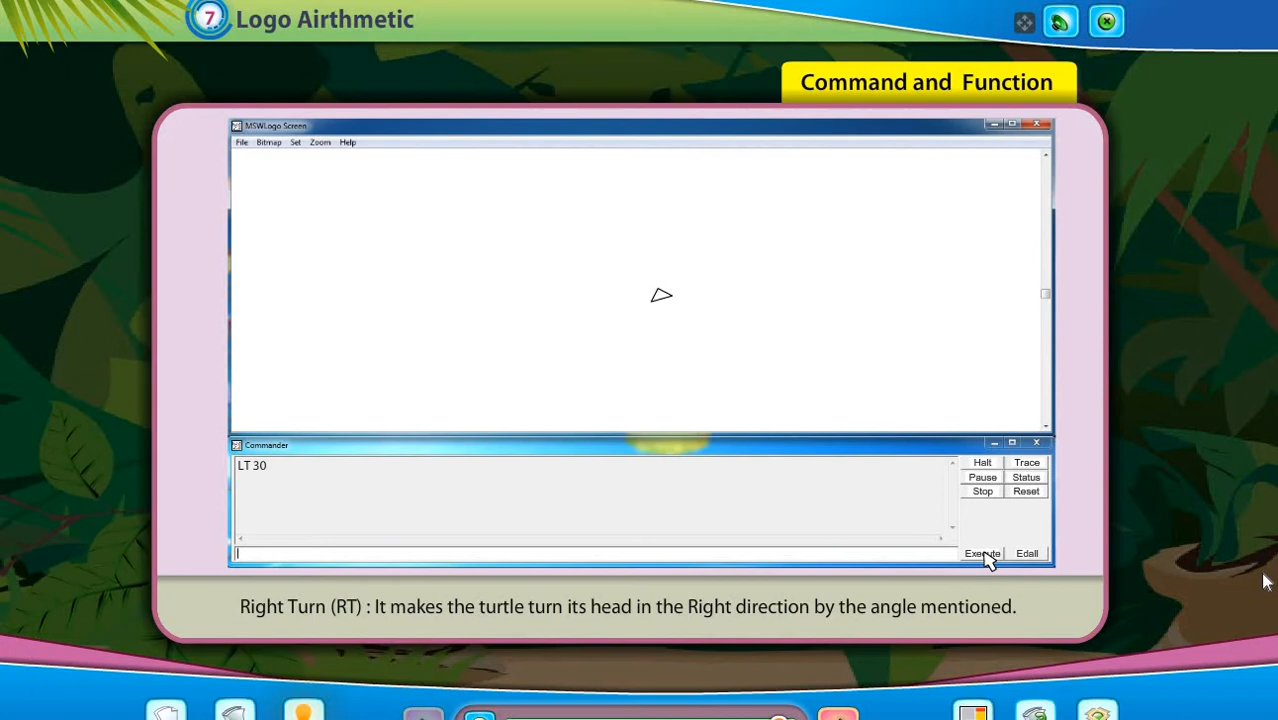 7 Logo Airthmetic
Command and Function
MSWLogo Screen
File Bitmap Set Zoom Help
Commander
LT 30
Halt Trace
Pause Status
Stop Reset
Execute Edall
Right Turn (RT) : It makes the turtle turn its head in the Right direction by the angle mentioned.